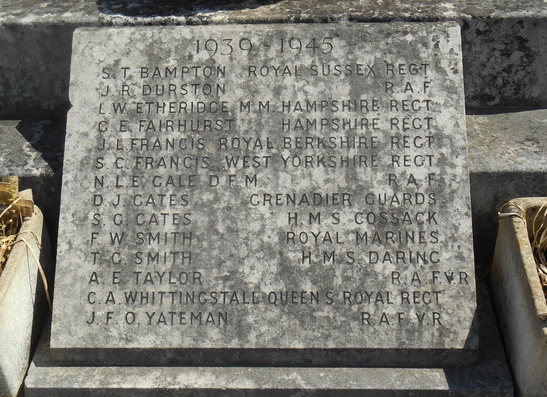 1939 - 1945
S. T. BAMPTON ROYAL SUSSEX REGT
J. R. DURSTON R.A.F.
L. W. ETHERIDGE M.M. HAMPSHIRE REGT
C. E. FAIRHURST HAMPSHIRE REGT
J. L. FRANCIS ROYAL BERKSHIRE REGT
S. C. FRANCIS WEST YORKSHIRE REGT
N. L. E. GALE D.F.M. R.A.F.
D. J. GATES GRENADIER GUARDS
S. G. GATES H.M.S. COSSACK
F. W. SMITH ROYAL MARINES
T. G. SMITH H.M.S. DARING
A. E. TAYLOR R.A.F.V.R
C. A. WHITTINGSTALL QUEEN'S ROYAL REGT
J. F. O. YATEMAN R.A.F.V.R